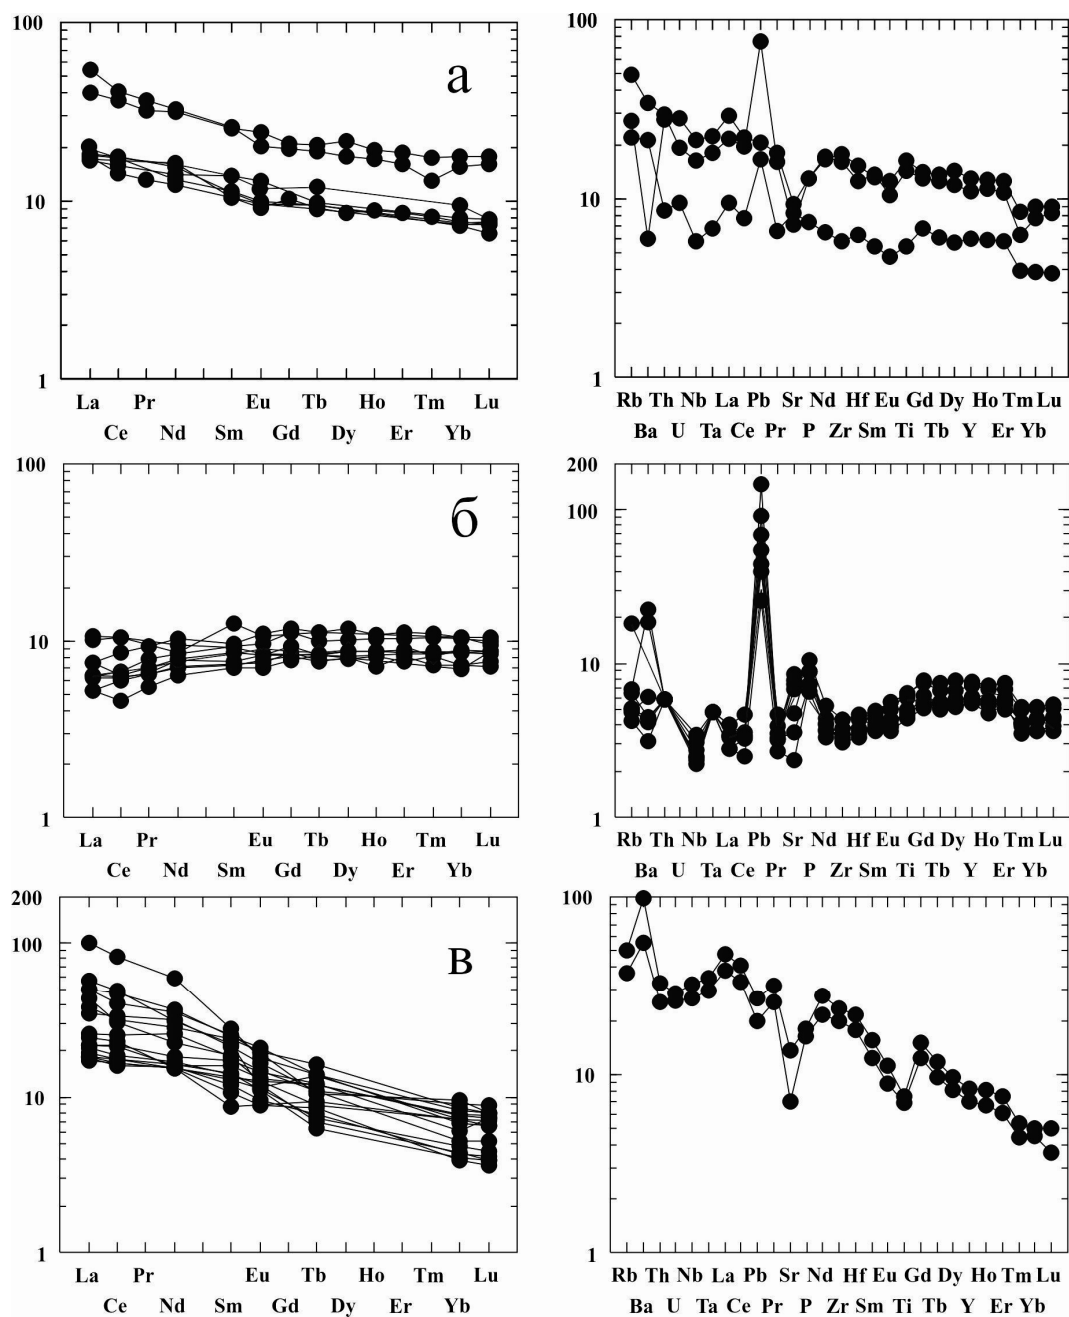 100
10
1
а
La Pr Eu Tb Ho Tm Lu
Ce Nd Sm Gd Dy Er Yb
100
10
1
Rb Th Nb La Pb Sr Nd Hf Eu Gd Dy Ho Tm Lu
Ba U Ta Ce Pr P Zr Sm Ti Tb Y Er Yb
100
10
1
б
La Pr Eu Tb Ho Tm Lu
Ce Nd Sm Gd Dy Er Yb
200
100
10
1
Rb Th Nb La Pb Sr Nd Hf Eu Gd Dy Ho Tm Lu
Ba U Ta Ce Pr P Zr Sm Ti Tb Y Er Yb
200
100
10
1
в
La Pr Eu Tb Ho Tm Lu
Ce Nd Sm Gd Dy Er Yb
100
10
1
Rb Th Nb La Pb Sr Nd Hf Eu Gd Dy Ho Tm Lu
Ba U Ta Ce Pr P Zr Sm Ti Tb Y Er Yb